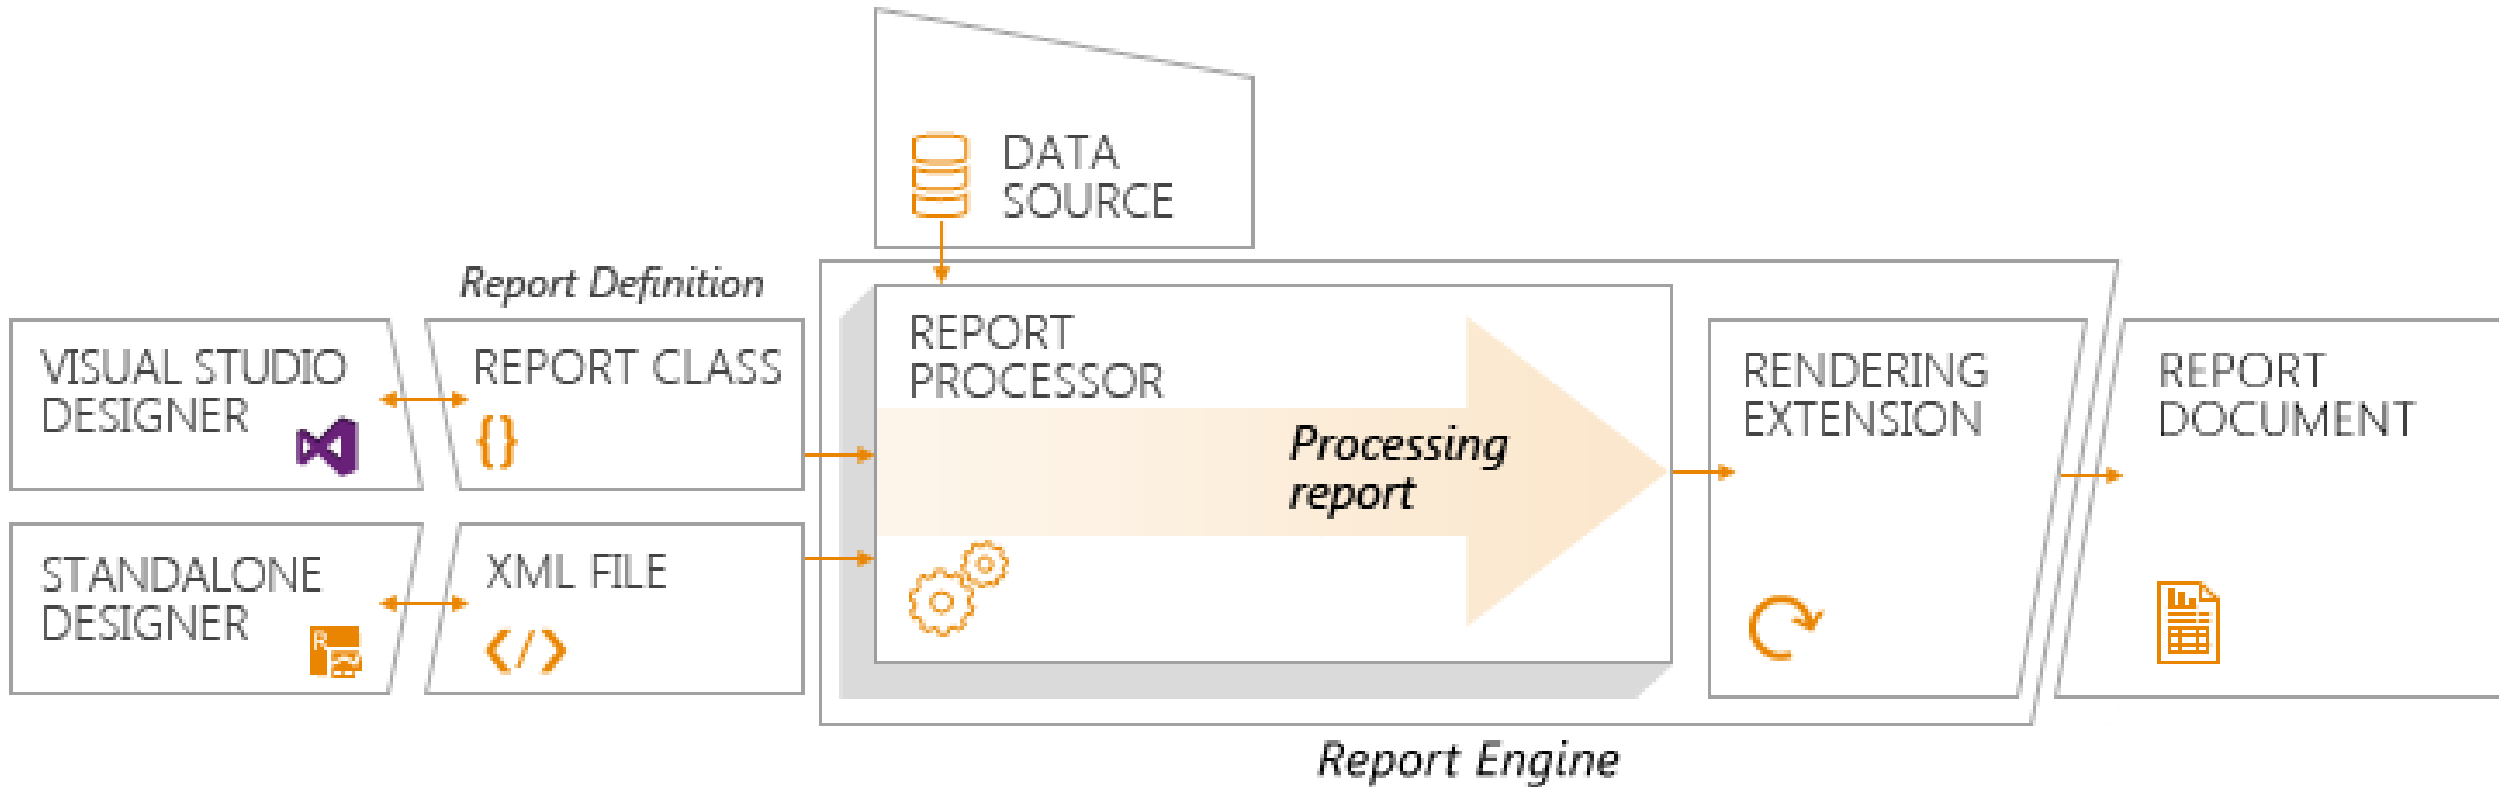 DATA
SOURCE
Report Definition
VISUAL STUDIO
DESIGNER
REPORT CLASS
{}
STANDALONE
DESIGNER
R
XML FILE
</>
REPORT
PROCESSOR
Processing
report
RENDERING
EXTENSION
REPORT
DOCUMENT
Report Engine